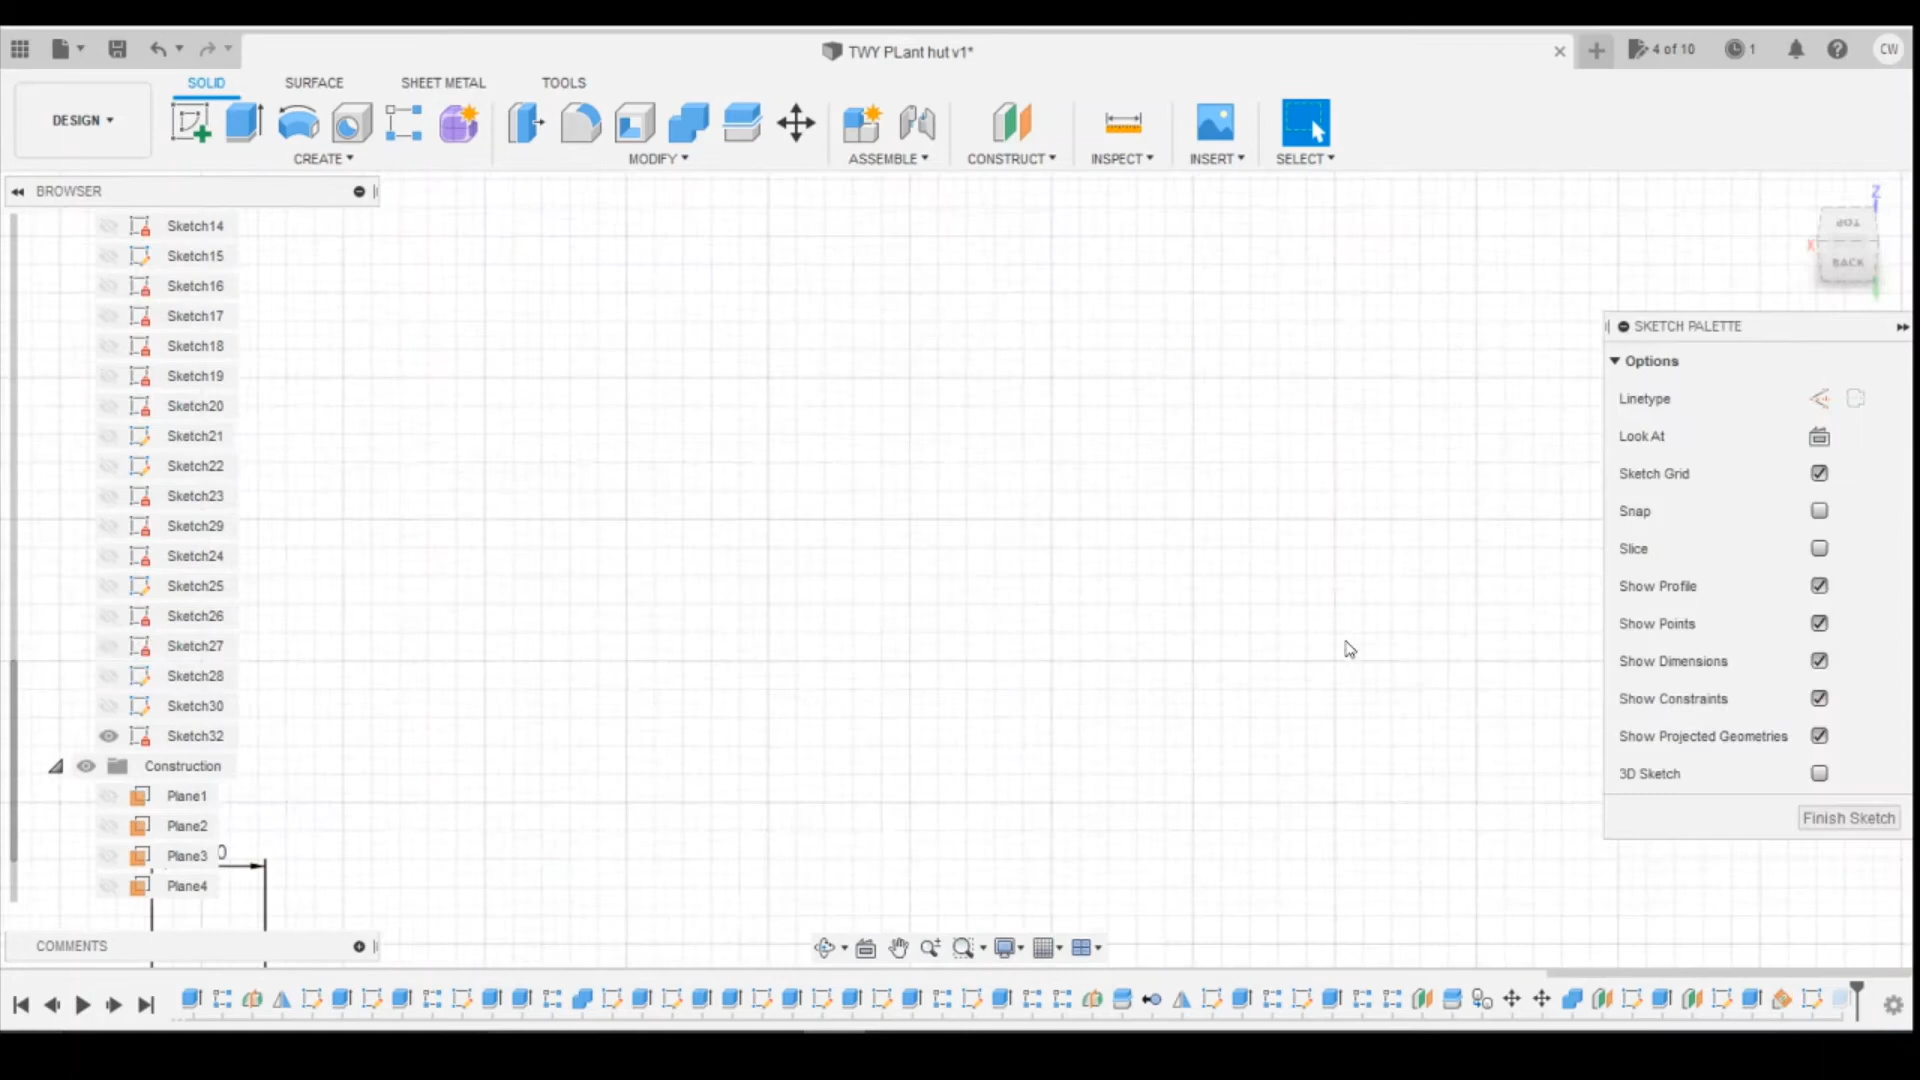 TWY PLant hut v1*
4 of 10
1
CW
DESIGN
SOLID
SURFACE
SHEET METAL
TOOLS
CREATE
MODIFY
ASSEMBLE
CONSTRUCT
INSPECT
INSERT
SELECT
BROWSER
Sketch14
Sketch15
Sketch16
Sketch17
Sketch18
Sketch19
Sketch20
Sketch21
Sketch22
Sketch23
Sketch29
Sketch24
Sketch25
Sketch26
Sketch27
Sketch28
Sketch30
Sketch32
Construction
Plane1
Plane2
Plane3
0
Plane4
COMMENTS
Z
TOP
X
BACK
SKETCH PALETTE
Options
Linetype
Look At
Sketch Grid
Snap
Slice
Show Profile
Show Points
Show Dimensions
Show Constraints
Show Projected Geometries
3D Sketch
Finish Sketch